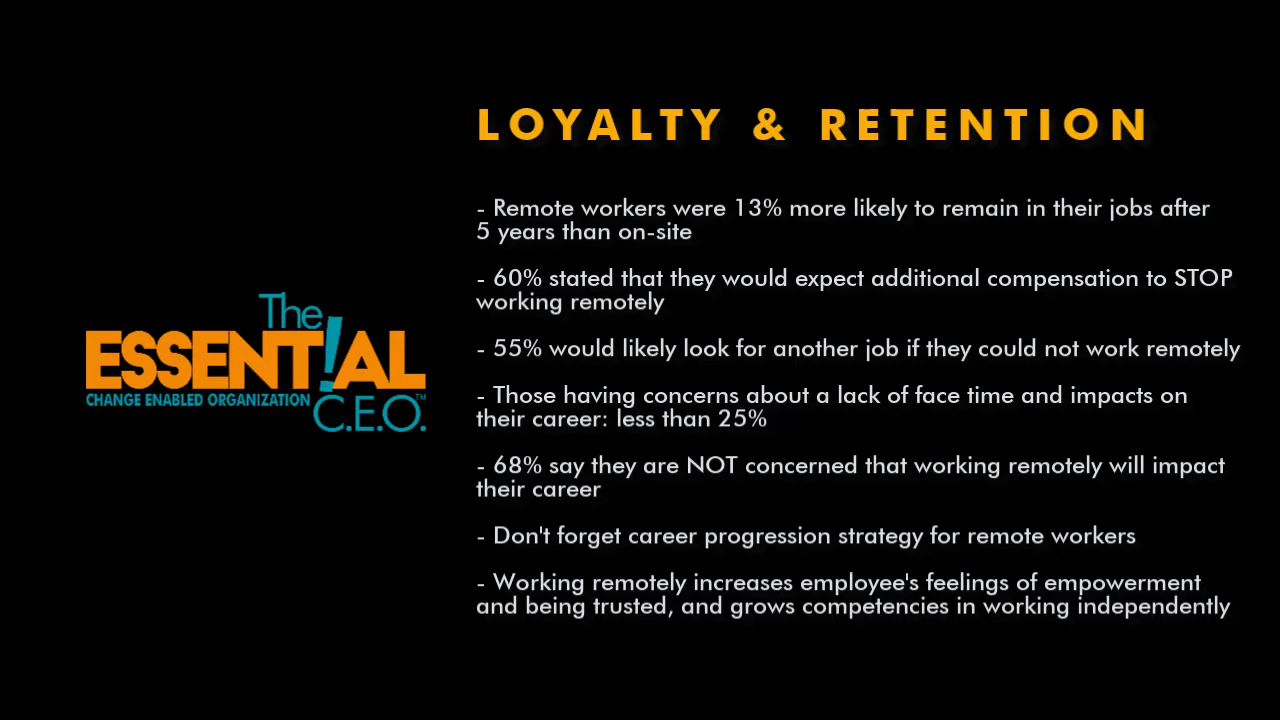 LOYALTY & RETENTION
- Remote workers were 13% more likely to remain in their jobs after
5 years than on-site
- 60% stated that they would expect additional compensation to STOP
working remotely
- 55% would likely look for another job if they could not work remotely
- Those having concerns about a lack of face time and impacts on
their career: less than 25%
- 68% say they are NOT concerned that working remotely will impact
their career
- Don't forget career progression strategy for remote workers
- Working remotely increases employee's feelings of empowerment
and being trusted, and grows competencies in working independently
The
ESSENT!AL
CHANGE ENABLED ORGANIZATION
C.E.O.™